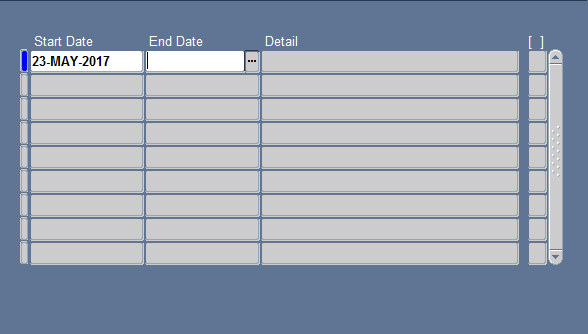 Start Date End Date Detail [ ]
23-MAY-2017 ...